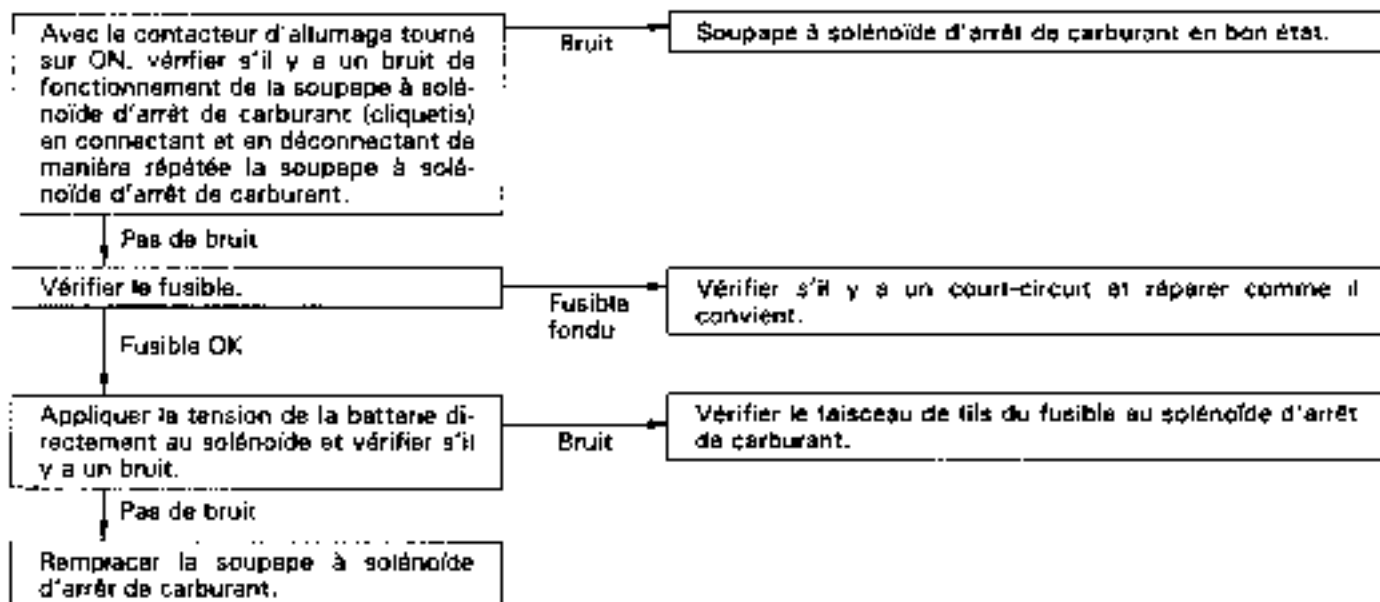 Avec le contacteur d'allumage tourné
sur ON, vérifier s'il y a un bruit de
fonctionnement de la soupape à solé-
noïde d'arrêt de carburant (cliquetis)
en connectant et en déconnectant de
manière répétée la soupape à solé-
noïde d'arrêt de carburant.
Bruit
Soupape à solénoïde d'arrêt de carburant en bon état.
Pas de bruit
Vérifier le fusible.
Fusible
fondu
Vérifier s'il y a un court-circuit et réparer comme il
convient.
Fusible OK
Appliquer la tension de la batterie di-
rectement au solénoïde et vérifier s'il
y a un bruit.
Bruit
Vérifier le faisceau de fils du fusible au solénoïde d'arrêt
de carburant.
Pas de bruit
Remplacer la soupape à solénoïde
d'arrêt de carburant.